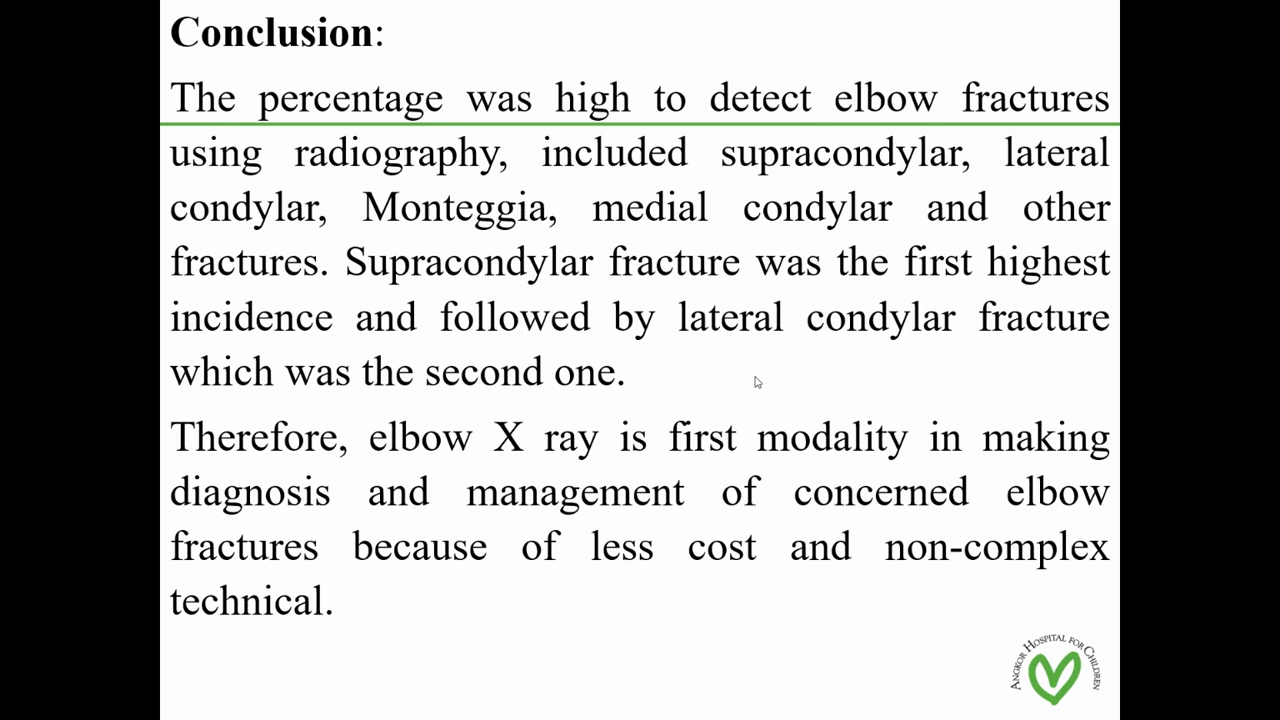 Conclusion:
The percentage was high to detect elbow fractures
using radiography, included supracondylar, lateral
condylar, Monteggia, medial condylar and other
fractures. Supracondylar fracture was the first highest
incidence and followed by lateral condylar fracture
which was the second one.
Therefore, elbow X ray is first modality in making
diagnosis and management of concerned elbow
fractures because of less cost and non-complex
technical.
ANGKOR HOSPITAL FOR CHILDREN